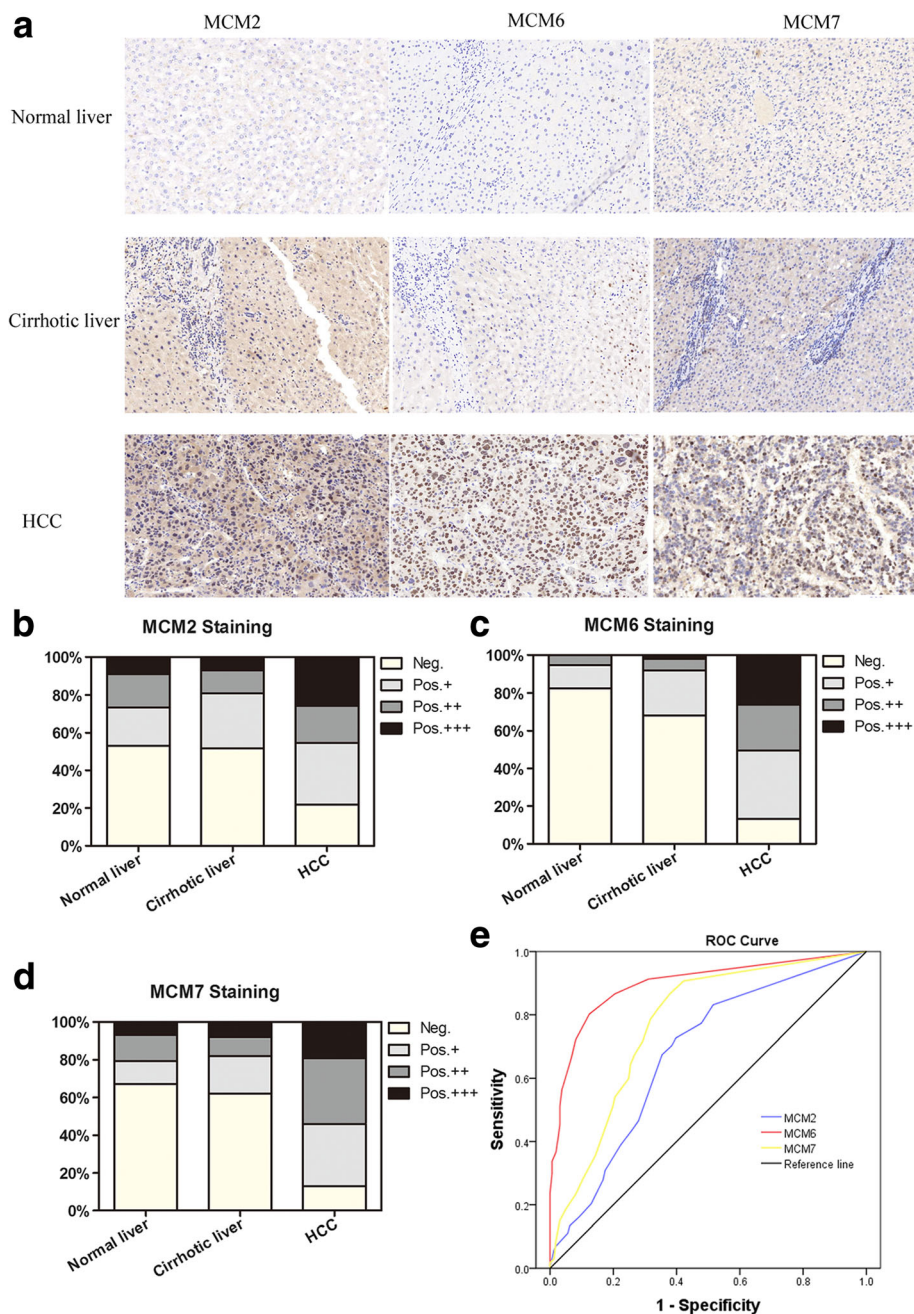 a
MCM2
MCM6
MCM7
Normal liver
Cirrhotic liver
HCC
b
MCM2 Staining
100%
80%
60%
40%
20%
0%
Normal liver
Cirrhotic liver
HCC
Neg.
Pos.+
Pos.++
Pos.+++
c
MCM6 Staining
100%
80%
60%
40%
20%
0%
Normal liver
Cirrhotic liver
HCC
Neg.
Pos.+
Pos.++
Pos.+++
d
MCM7 Staining
100%
80%
60%
40%
20%
0%
Normal liver
Cirrhotic liver
HCC
Neg.
Pos.+
Pos.++
Pos.+++
e
ROC Curve
Sensitivity
1.0
0.8
0.6
0.4
0.2
0.0
0.0 0.2 0.4 0.6 0.8 1.0
1 - Specificity
MCM2
MCM6
MCM7
Reference line